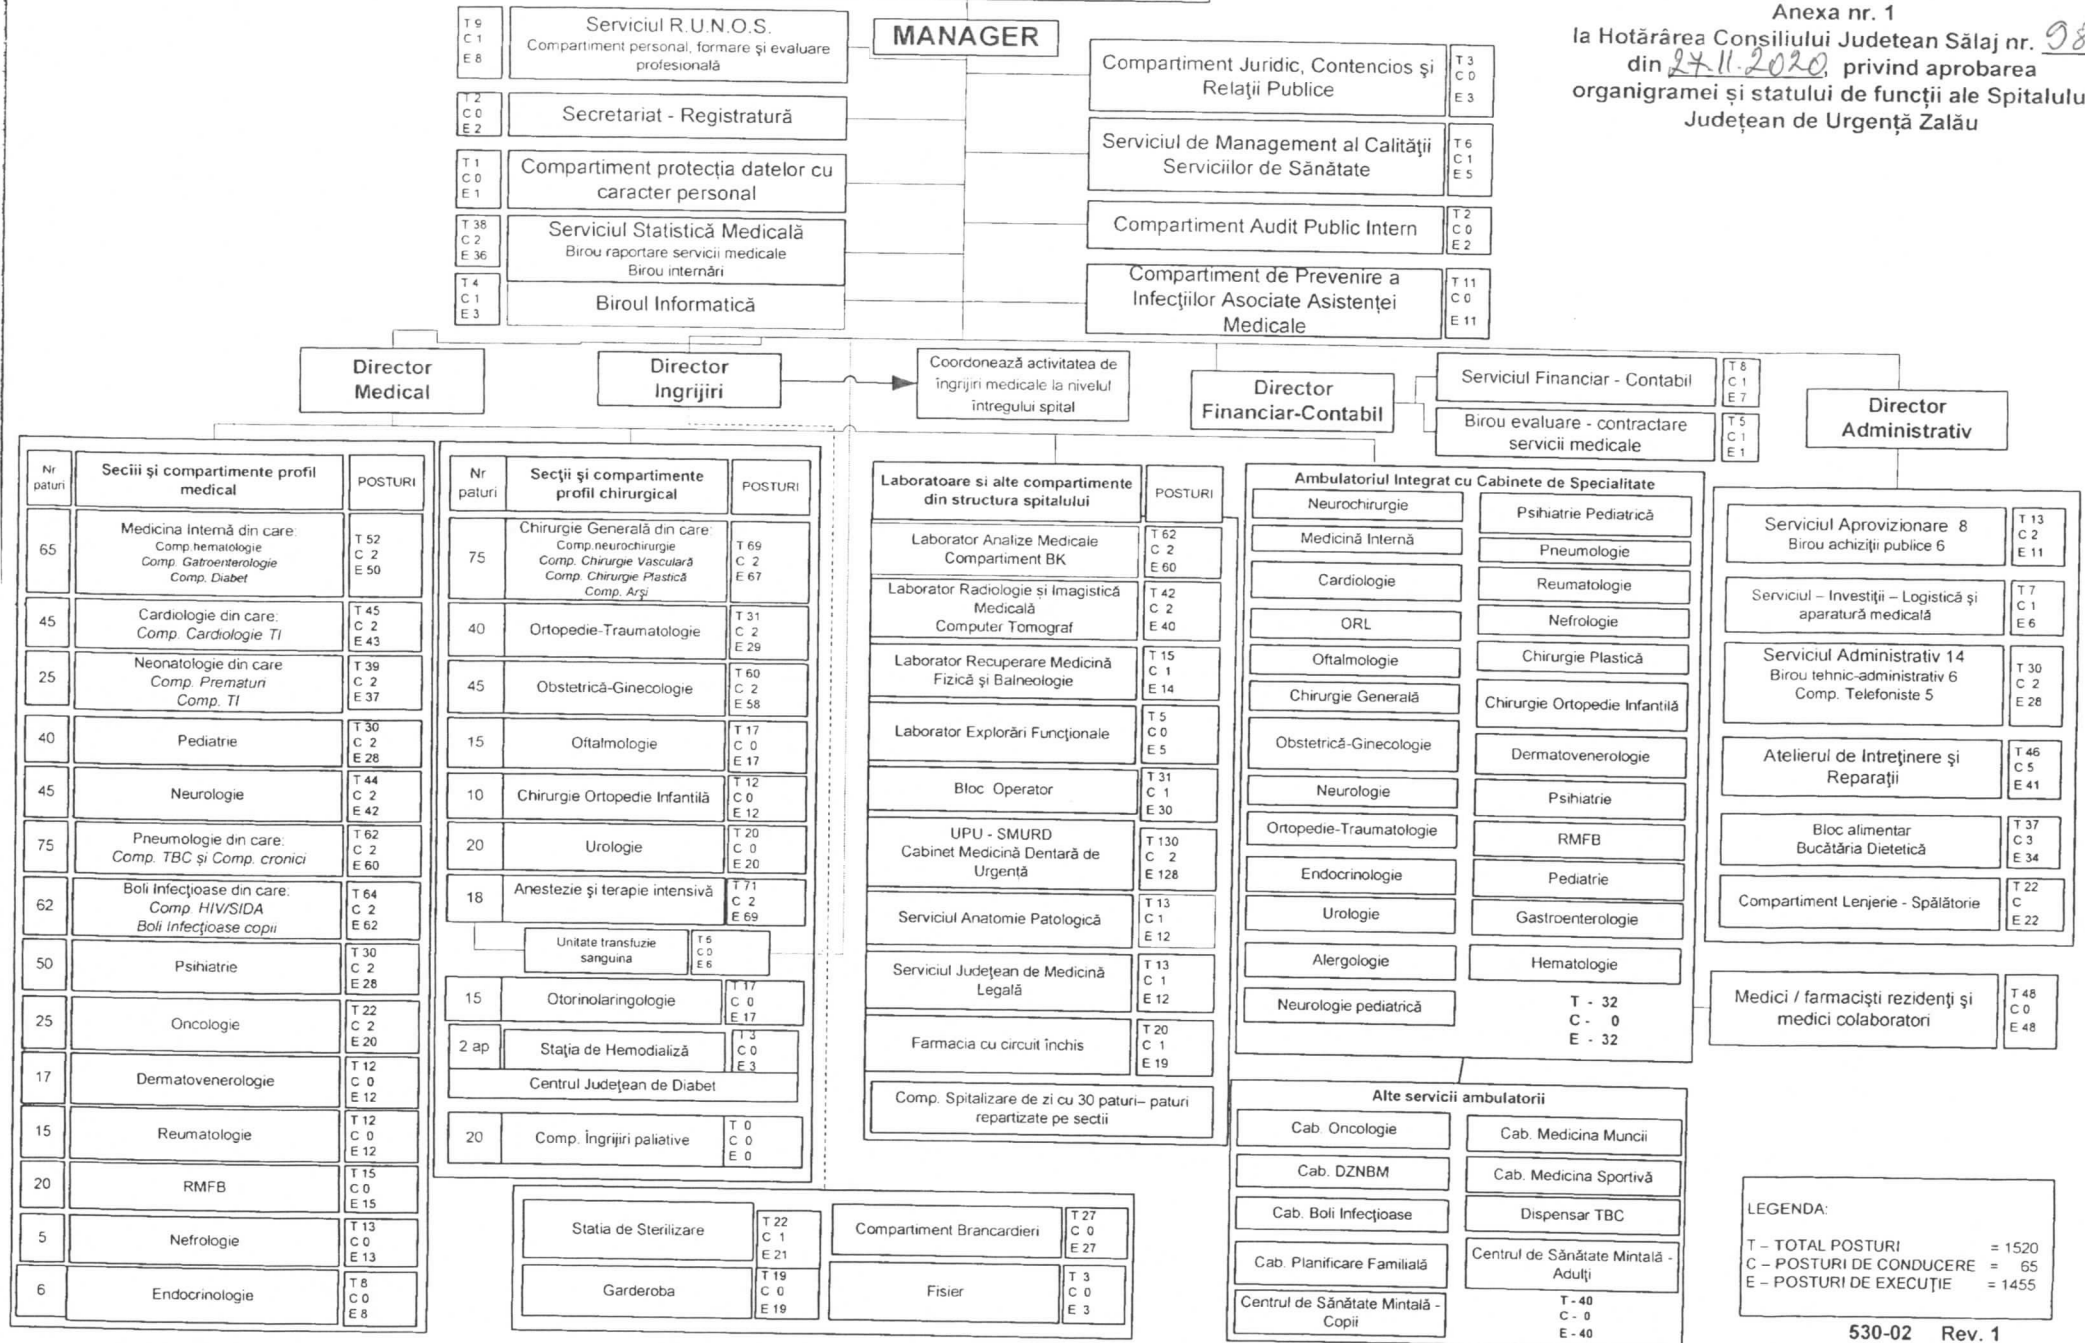 Anexa nr. 1
la Hotărârea Consiliului Judetean Sălaj nr. 98
din 27.11.2020, privind aprobarea
organigramei și statului de funcții ale Spitalulu
Județean de Urgență Zalău
MANAGER
T 9
C 1
E 8
Serviciul R.U.N.O.S.
Compartiment personal, formare și evaluare
profesională
T 2
C 0
E 2
Secretariat - Registratură
T 1
C 0
E 1
Compartiment protecția datelor cu
caracter personal
T 38
C 2
E 36
Serviciul Statistică Medicală
Birou raportare servicii medicale
Birou internări
T 4
C 1
E 3
Biroul Informatică
Compartiment Juridic, Contencios și
Relații Publice
T 3
C 0
E 3
Serviciul de Management al Calității
Serviciilor de Sănătate
T 6
C 1
E 5
Compartiment Audit Public Intern
T 2
C 0
E 2
Compartiment de Prevenire a
Infecțiilor Asociate Asistenței
Medicale
T 11
C 0
E 11
Director
Medical
Director
Ingrijiri
Coordonează activitatea de
îngrijiri medicale la nivelul
întregului spital
Director
Financiar-Contabil
Serviciul Financiar - Contabil
T 8
C 1
E 7
Birou evaluare - contractare
servicii medicale
T 5
C 1
E 1
Director
Administrativ
Nr
paturi
Seciii și compartimente profil
medical
POSTURI
65
Medicina Internă din care:
Comp.hematologie
Comp. Gatroenterologie
Comp. Diabet
T 52
C 2
E 50
45
Cardiologie din care:
Comp. Cardiologie TI
T 45
C 2
E 43
25
Neonatologie din care
Comp. Prematuri
Comp. TI
T 39
C 2
E 37
40
Pediatrie
T 30
C 2
E 28
45
Neurologie
T 44
C 2
E 42
75
Pneumologie din care:
Comp. TBC și Comp. cronici
T 62
C 2
E 60
62
Boli Infecțioase din care:
Comp. HIV/SIDA
Boli Infecțioase copii
T 64
C 2
E 62
50
Psihiatrie
T 30
C 2
E 28
25
Oncologie
T 22
C 2
E 20
17
Dermatovenerologie
T 12
C 0
E 12
15
Reumatologie
T 12
C 0
E 12
20
RMFB
T 15
C 0
E 15
5
Nefrologie
T 13
C 0
E 13
6
Endocrinologie
T 8
C 0
E 8
Nr
paturi
Secții și compartimente
profil chirurgical
POSTURI
75
Chirurgie Generală din care:
Comp.neurochirurgie
Comp. Chirurgie Vasculară
Comp. Chirurgie Plastică
Comp. Arși
T 69
C 2
E 67
40
Ortopedie-Traumatologie
T 31
C 2
E 29
45
Obstetrică-Ginecologie
T 60
C 2
E 58
15
Oftalmologie
T 17
C 0
E 17
10
Chirurgie Ortopedie Infantilă
T 12
C 0
E 12
20
Urologie
T 20
C 0
E 20
18
Anestezie și terapie intensivă
T 71
C 2
E 69
Unitate transfuzie
sanguina
T 6
C 0
E 6
15
Otorinolaringologie
T 17
C 0
E 17
2 ap
Stația de Hemodializă
T 3
C 0
E 3
Centrul Județean de Diabet
20
Comp. Îngrijiri paliative
T 0
C 0
E 0
Statia de Sterilizare
T 22
C 1
E 21
Compartiment Brancardieri
T 27
C 0
E 27
Garderoba
T 19
C 0
E 19
Fisier
T 3
C 0
E 3
Laboratoare si alte compartimente
din structura spitalului
POSTURI
Laborator Analize Medicale
Compartiment BK
T 62
C 2
E 60
Laborator Radiologie și Imagistică
Medicală
Computer Tomograf
T 42
C 2
E 40
Laborator Recuperare Medicină
Fizică și Balneologie
T 15
C 1
E 14
Laborator Explorări Funcționale
T 5
C 0
E 5
Bloc Operator
T 31
C 1
E 30
UPU - SMURD
Cabinet Medicină Dentară de
Urgență
T 130
C 2
E 128
Serviciul Anatomie Patologică
T 13
C 1
E 12
Serviciul Județean de Medicină
Legală
T 13
C 1
E 12
Farmacia cu circuit închis
T 20
C 1
E 19
Comp. Spitalizare de zi cu 30 paturi– paturi
repartizate pe sectii
Ambulatoriul Integrat cu Cabinete de Specialitate
Neurochirurgie
Psihiatrie Pediatrică
Medicină Internă
Pneumologie
Cardiologie
Reumatologie
ORL
Nefrologie
Oftalmologie
Chirurgie Plastică
Chirurgie Generală
Chirurgie Ortopedie Infantilă
Obstetrică-Ginecologie
Dermatovenerologie
Neurologie
Psihiatrie
Ortopedie-Traumatologie
RMFB
Endocrinologie
Pediatrie
Urologie
Gastroenterologie
Alergologie
Hematologie
Neurologie pediatrică
T - 32
C - 0
E - 32
Alte servicii ambulatorii
Cab. Oncologie
Cab. Medicina Muncii
Cab. DZNBM
Cab. Medicina Sportivă
Cab. Boli Infecțioase
Dispensar TBC
Cab. Planificare Familială
Centrul de Sănătate Mintală -
Adulți
Centrul de Sănătate Mintală -
Copii
T - 40
C - 0
E - 40
Serviciul Aprovizionare 8
Birou achiziții publice 6
T 13
C 2
E 11
Serviciul – Investiții – Logistică și
aparatură medicală
T 7
C 1
E 6
Serviciul Administrativ 14
Birou tehnic-administrativ 6
Comp. Telefoniste 5
T 30
C 2
E 28
Atelierul de Intreținere și
Reparații
T 46
C 5
E 41
Bloc alimentar
Bucătăria Dietetică
T 37
C 3
E 34
Compartiment Lenjerie - Spălătorie
T 22
C
E 22
Medici / farmaciști rezidenți și
medici colaboratori
T 48
C 0
E 48
LEGENDA:
T – TOTAL POSTURI = 1520
C – POSTURI DE CONDUCERE = 65
E – POSTURI DE EXECUȚIE = 1455
530-02 Rev. 1